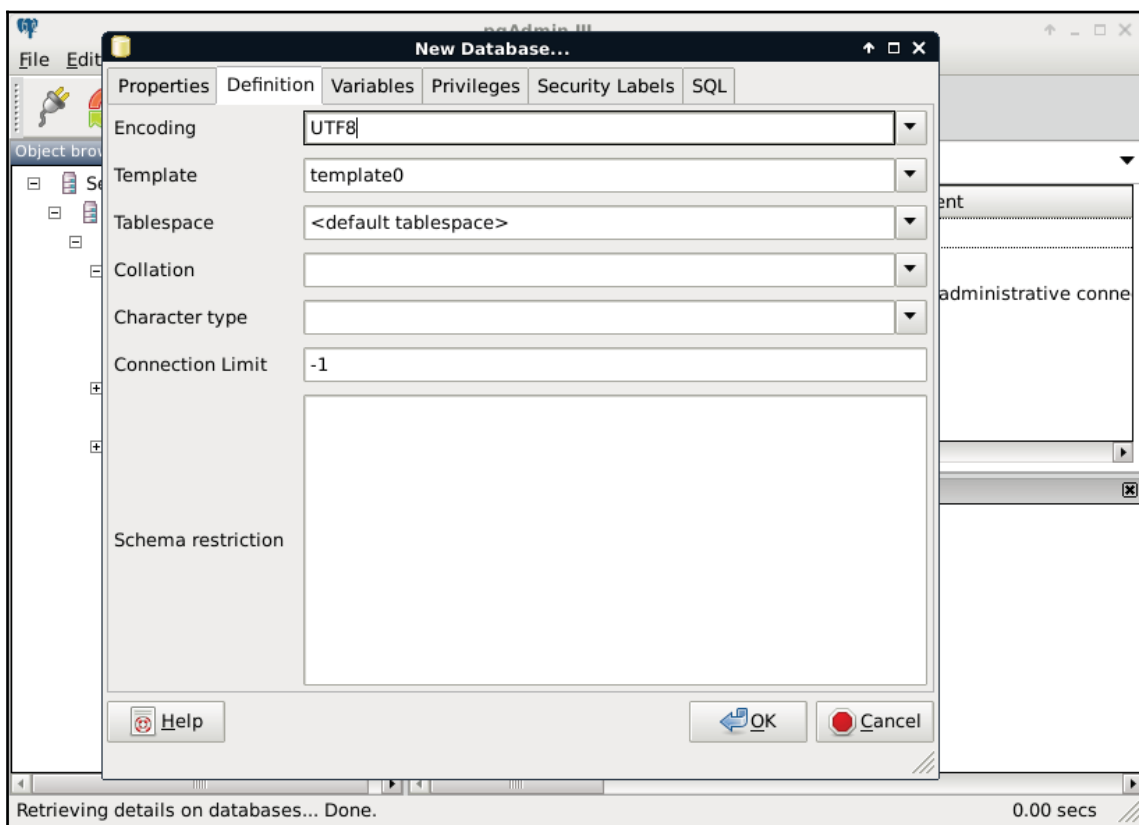 pgAdmin III
New Database...
File Edit
Properties Definition Variables Privileges Security Labels SQL
Encoding UTF8
Object brow
Template template0
Se
ent
Tablespace <default tablespace>
Collation
administrative conne
Character type
Connection Limit -1
Schema restriction
Help OK Cancel
Retrieving details on databases... Done. 0.00 secs